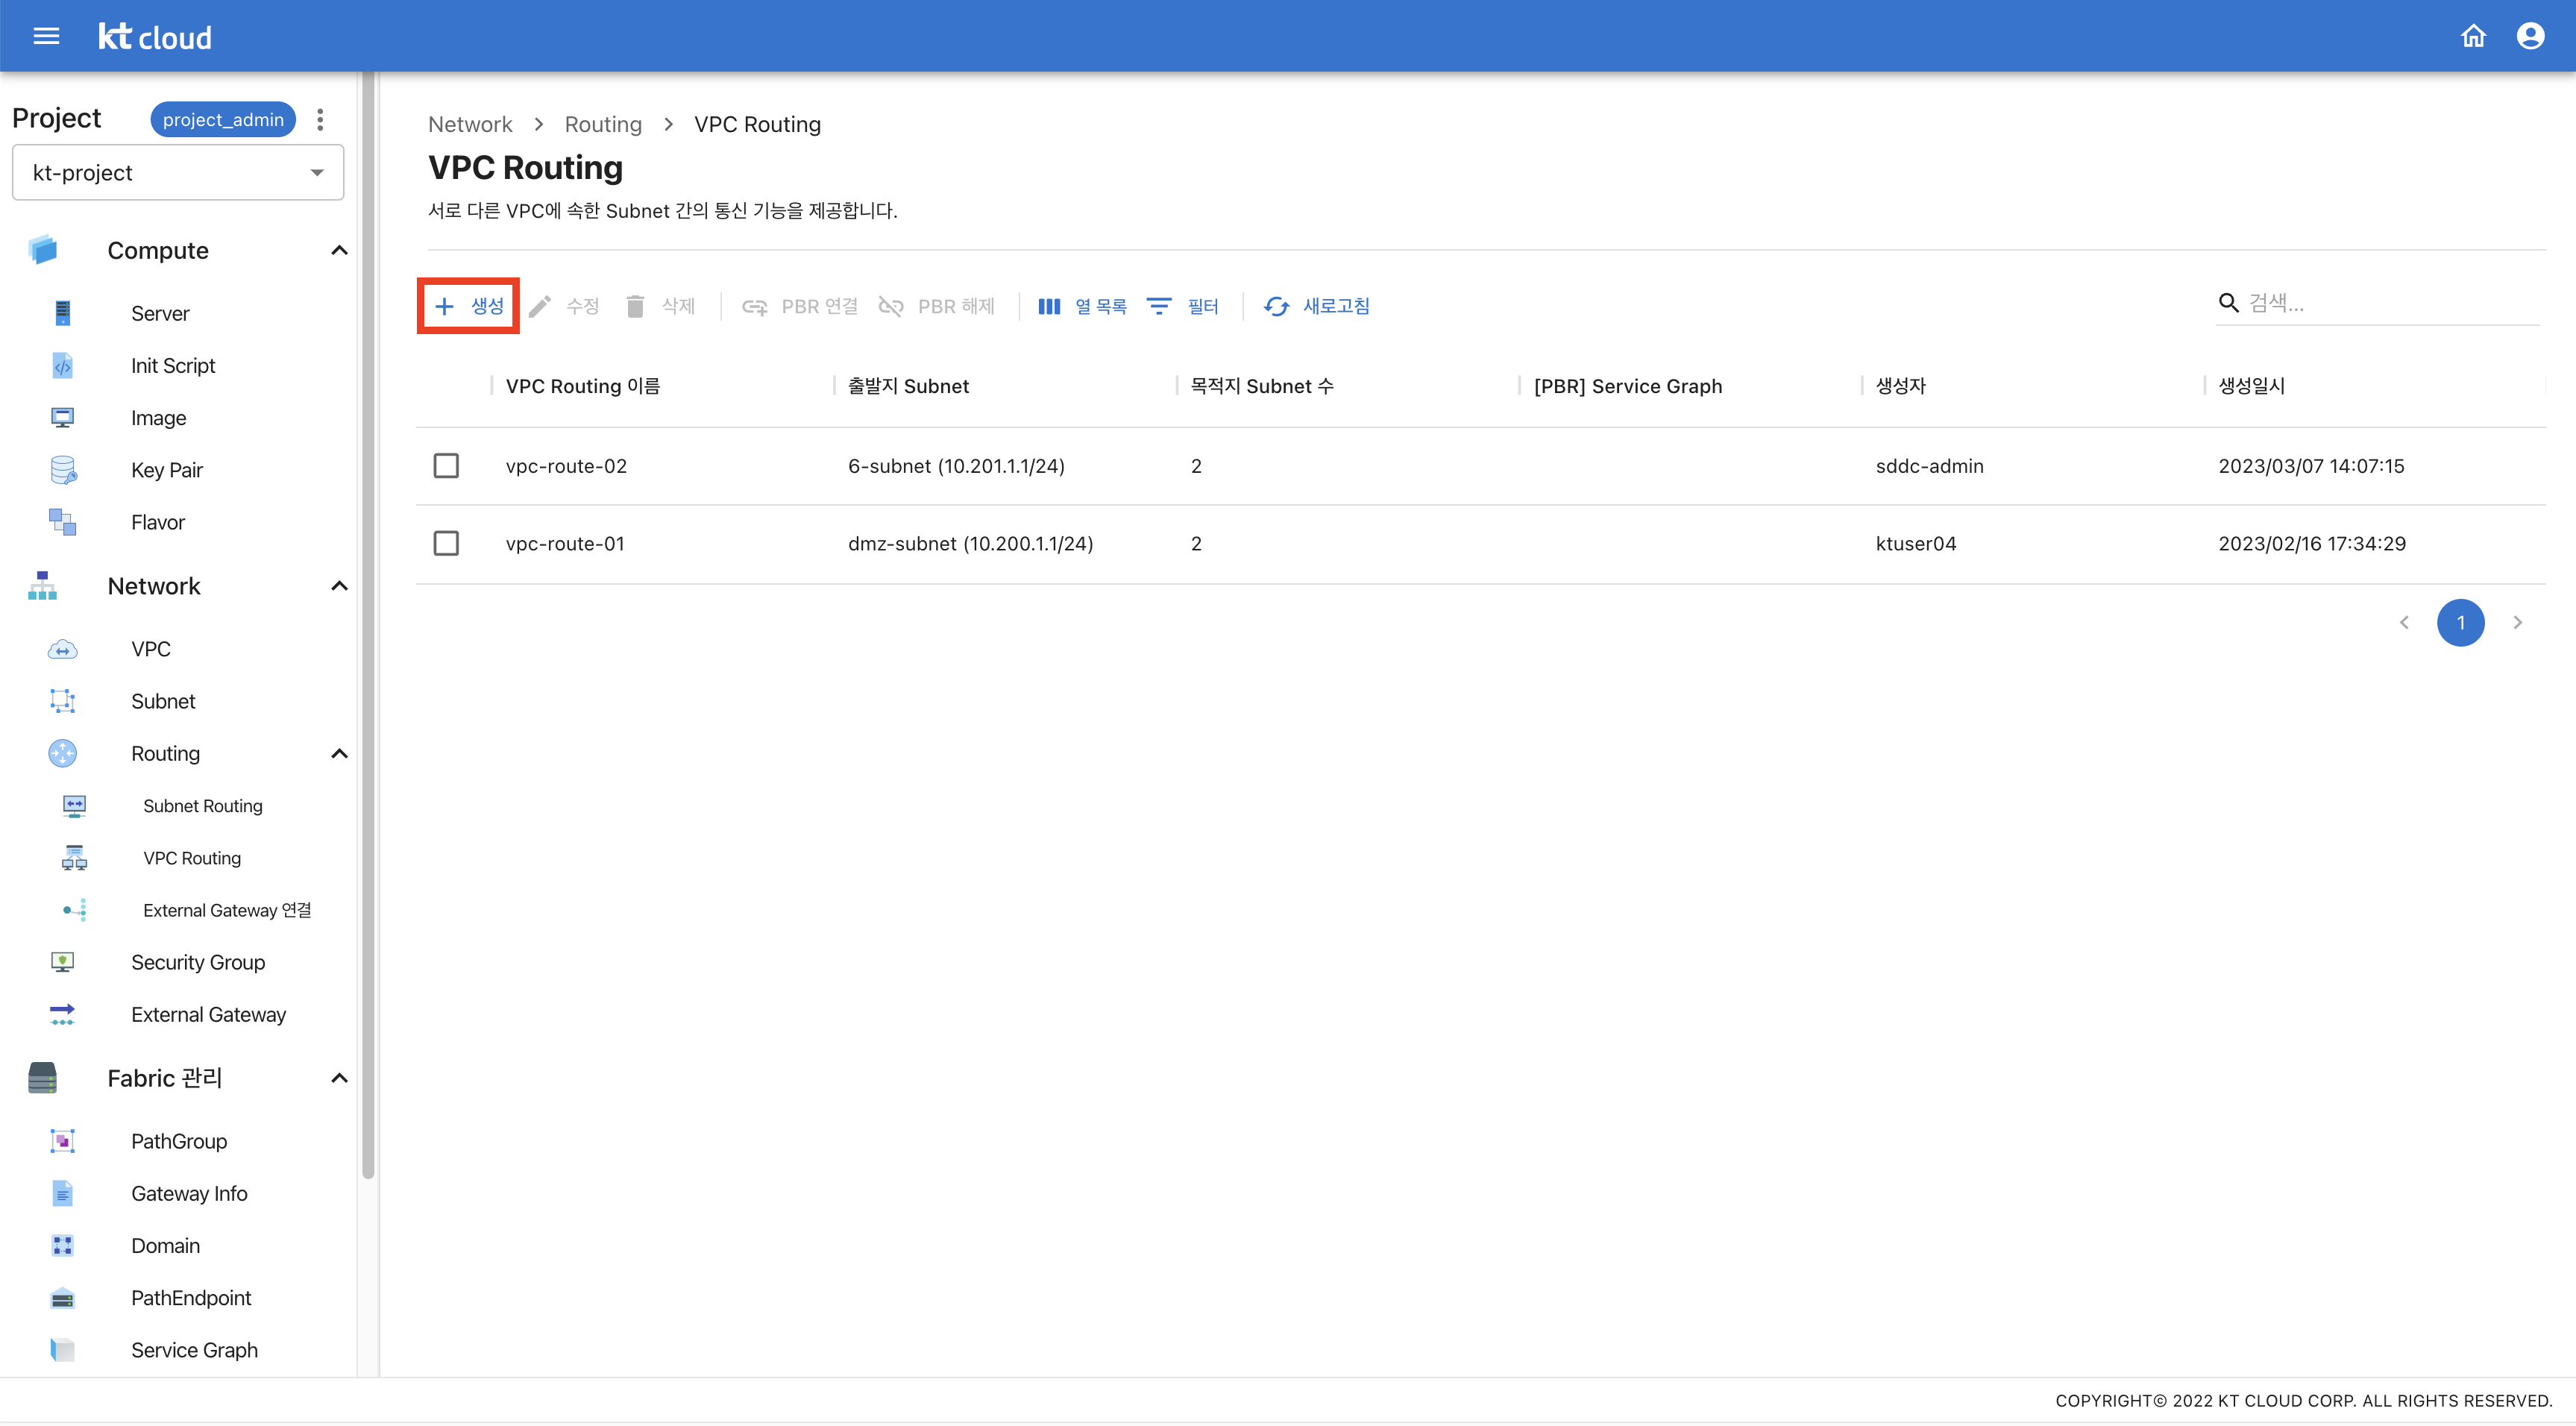 kt cloud
Project project_admin
kt-project
Compute
Server
Init Script
Image
Key Pair
Flavor
Network
VPC
Subnet
Routing
Subnet Routing
VPC Routing
External Gateway 연결
Security Group
External Gateway
Fabric 관리
PathGroup
Gateway Info
Domain
PathEndpoint
Service Graph
Network > Routing > VPC Routing
VPC Routing
서로 다른 VPC에 속한 Subnet 간의 통신 기능을 제공합니다.
생성 수정 삭제 PBR 연결 PBR 해제 열 목록 필터 새로고침 검색...
VPC Routing 이름 출발지 Subnet 목적지 Subnet 수 [PBR] Service Graph 생성자 생성일시
vpc-route-02 6-subnet (10.201.1.1/24) 2 sddc-admin 2023/03/07 14:07:15
vpc-route-01 dmz-subnet (10.200.1.1/24) 2 ktuser04 2023/02/16 17:34:29
1
COPYRIGHT© 2022 KT CLOUD CORP. ALL RIGHTS RESERVED.